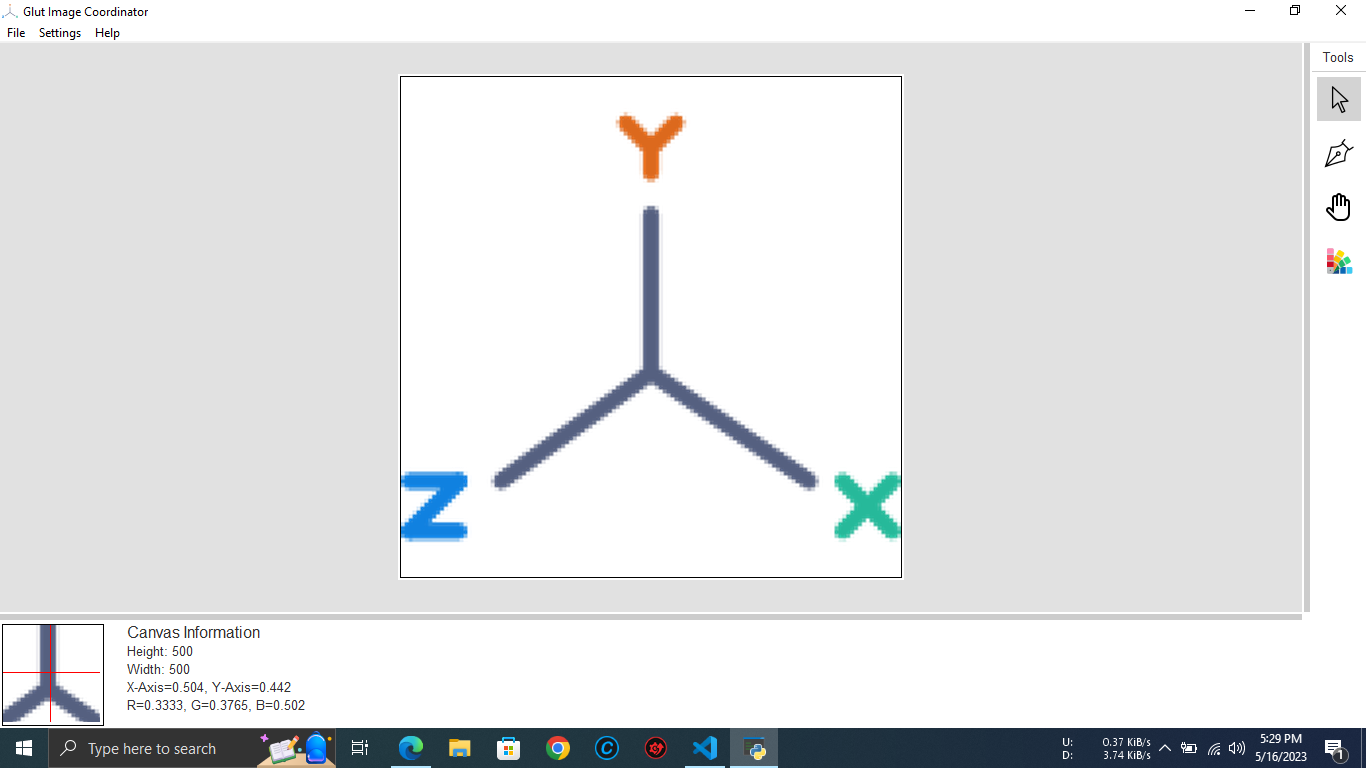 Glut Image Coordinator
File Settings Help
Tools
Y
Z
X
Canvas Information
Height: 500
Width: 500
X-Axis=0.504, Y-Axis=0.442
R=0.3333, G=0.3765, B=0.502
Type here to search
U: 0.37 KiB/s
D: 3.74 KiB/s
5:29 PM
5/16/2023
1